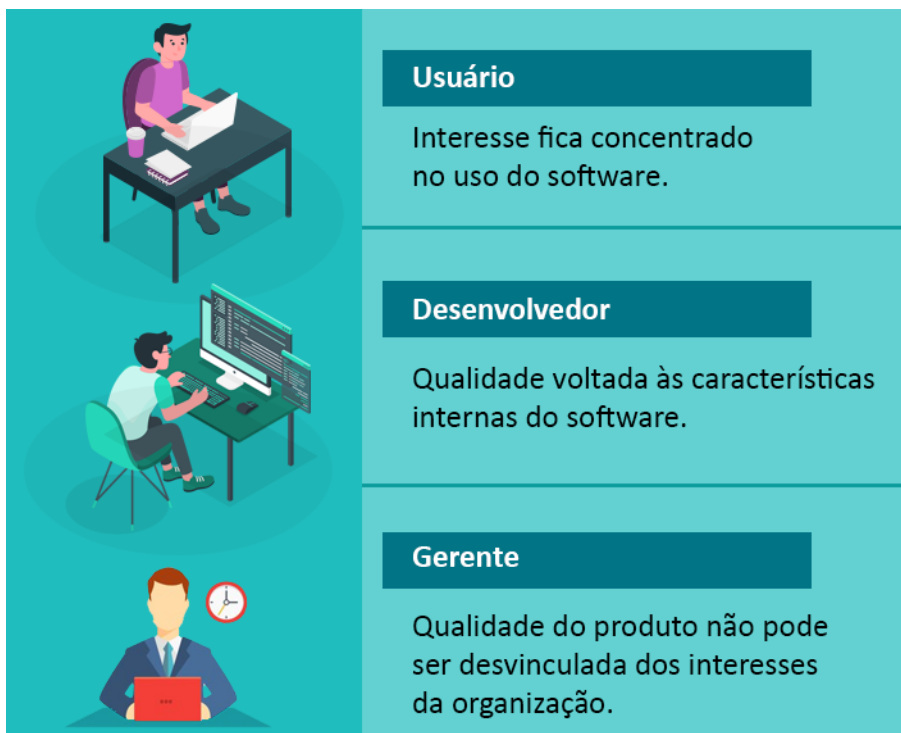 Usuário
Interesse fica concentrado
no uso do software.
Desenvolvedor
Qualidade voltada às características
internas do software.
Gerente
Qualidade do produto não pode
ser desvinculada dos interesses
da organização.